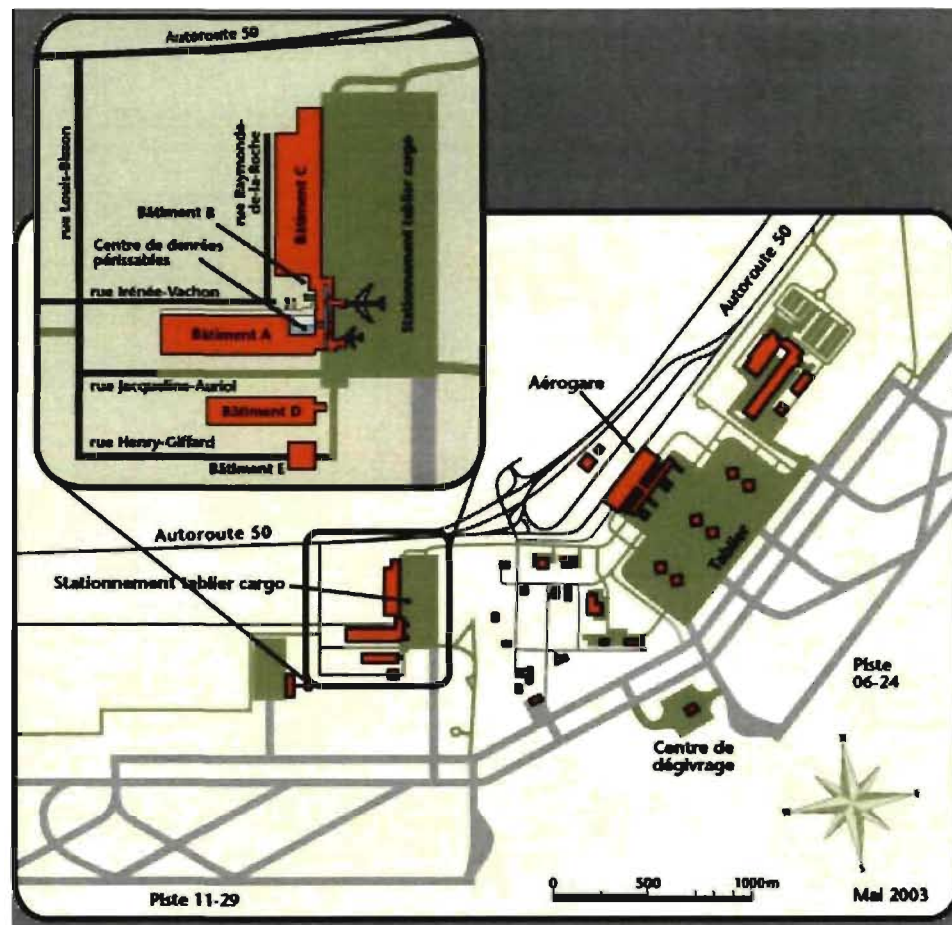 Autoroute 50
rue Louis-Bisson
rue Raymonde-
de-la-Roche
Bâtiment C
Stationnement tablier cargo
Bâtiment B
Centre de denrées
périssables
rue Irénée-Vachon
Bâtiment A
rue Jacqueline-Auriol
Bâtiment D
rue Henry-Giffard
Bâtiment E
Autoroute 50
Aérogare
Autoroute 50
Stationnement tablier cargo
Tablier
Piste
06-24
Centre de
dégivrage
N
E
S
0
500
1000m
Piste 11-29
Mai 2003